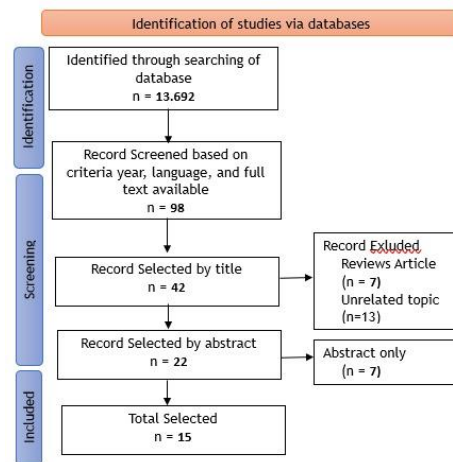 Identification of studies via databases
Identification
Identified through searching of
database
n = 13.692
Record Screened based on
criteria year, language, and full
text available
n = 98
Screening
Record Selected by title
n = 42
Record Exluded
Reviews Article
(n = 7)
Unrelated topic
(n=13)
Record Selected by abstract
n = 22
Abstract only
(n = 7)
Included
Total Selected
n = 15